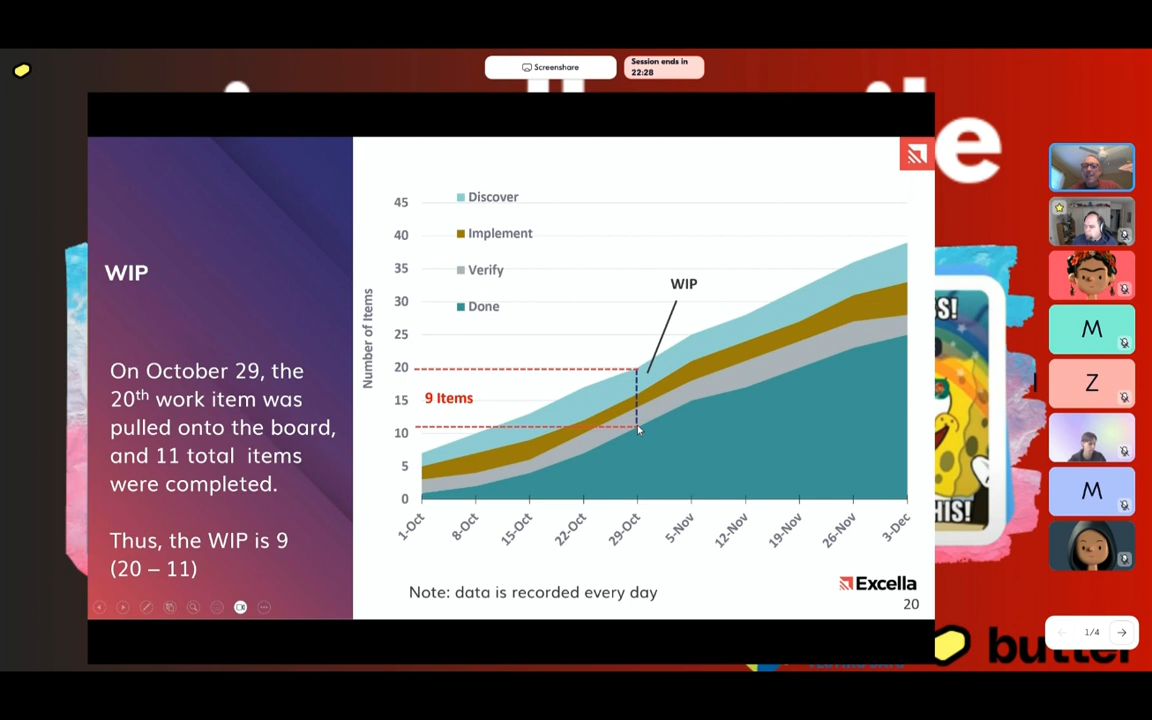 Screenshare
Session ends in
22:28
e
WIP
On October 29, the
20th work item was
pulled onto the board,
and 11 total items
were completed.
Thus, the WIP is 9
(20 – 11)
Discover
Implement
Verify
Done
Number of Items
45
40
35
30
25
20
15
10
5
0
WIP
9 Items
1-Oct
8-Oct
15-Oct
22-Oct
29-Oct
5-Nov
12-Nov
19-Nov
26-Nov
3-Dec
Note: data is recorded every day
Excella
20
S!
HIS!
M
Z
M
1/4